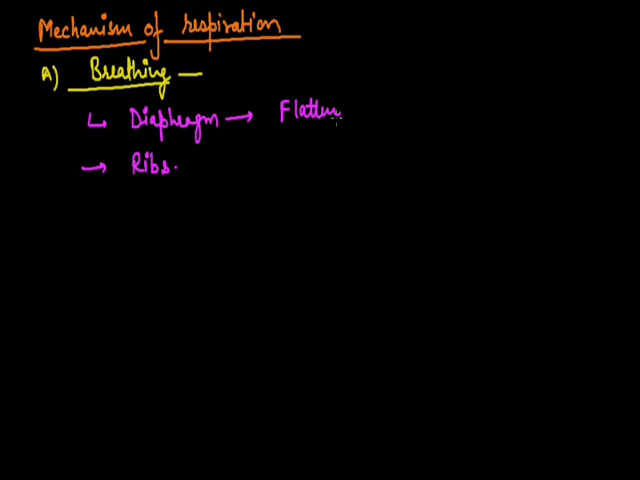 Mechanism of respiration
A) Breathing —
↳ Diaphragm → Flatten
→ Ribs.